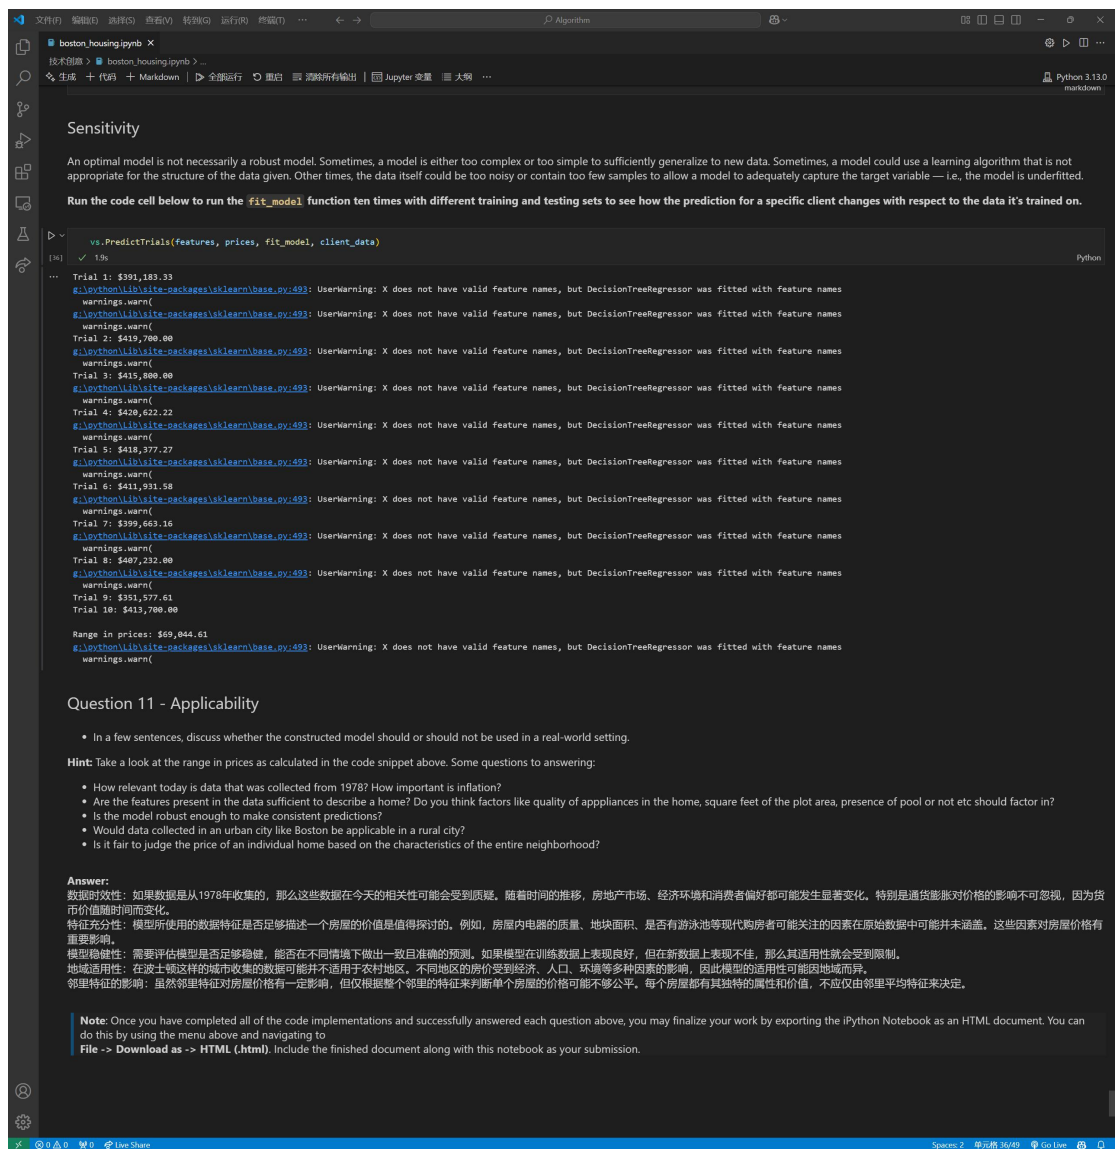 文件(F) 编辑(E) 选择(S) 查看(V) 转到(G) 运行(R) 终端(T) ··· Algorithm
boston_housing.ipynb
技术创意 > boston_housing.ipynb > ...
生成 + 代码 + Markdown | 全部运行 重启 清除所有输出 | Jupyter 变量 大纲 ··· Python 3.13.0
markdown
Sensitivity
An optimal model is not necessarily a robust model. Sometimes, a model is either too complex or too simple to sufficiently generalize to new data. Sometimes, a model could use a learning algorithm that is not
appropriate for the structure of the data given. Other times, the data itself could be too noisy or contain too few samples to allow a model to adequately capture the target variable — i.e., the model is underfitted.
Run the code cell below to run the fit_model function ten times with different training and testing sets to see how the prediction for a specific client changes with respect to the data it's trained on.
vs.PredictTrials(features, prices, fit_model, client_data)
[36] ✓ 1.9s Python
··· Trial 1: $391,183.33
g:\python\Lib\site-packages\sklearn\base.py:493: UserWarning: X does not have valid feature names, but DecisionTreeRegressor was fitted with feature names
warnings.warn(
g:\python\Lib\site-packages\sklearn\base.py:493: UserWarning: X does not have valid feature names, but DecisionTreeRegressor was fitted with feature names
warnings.warn(
Trial 2: $419,700.00
g:\python\Lib\site-packages\sklearn\base.py:493: UserWarning: X does not have valid feature names, but DecisionTreeRegressor was fitted with feature names
warnings.warn(
Trial 3: $415,800.00
g:\python\Lib\site-packages\sklearn\base.py:493: UserWarning: X does not have valid feature names, but DecisionTreeRegressor was fitted with feature names
warnings.warn(
Trial 4: $420,622.22
g:\python\Lib\site-packages\sklearn\base.py:493: UserWarning: X does not have valid feature names, but DecisionTreeRegressor was fitted with feature names
warnings.warn(
Trial 5: $418,377.27
g:\python\Lib\site-packages\sklearn\base.py:493: UserWarning: X does not have valid feature names, but DecisionTreeRegressor was fitted with feature names
warnings.warn(
Trial 6: $411,931.58
g:\python\Lib\site-packages\sklearn\base.py:493: UserWarning: X does not have valid feature names, but DecisionTreeRegressor was fitted with feature names
warnings.warn(
Trial 7: $399,663.16
g:\python\Lib\site-packages\sklearn\base.py:493: UserWarning: X does not have valid feature names, but DecisionTreeRegressor was fitted with feature names
warnings.warn(
Trial 8: $407,232.00
g:\python\Lib\site-packages\sklearn\base.py:493: UserWarning: X does not have valid feature names, but DecisionTreeRegressor was fitted with feature names
warnings.warn(
Trial 9: $351,577.61
Trial 10: $413,700.00
Range in prices: $69,044.61
g:\python\Lib\site-packages\sklearn\base.py:493: UserWarning: X does not have valid feature names, but DecisionTreeRegressor was fitted with feature names
warnings.warn(
Question 11 - Applicability
• In a few sentences, discuss whether the constructed model should or should not be used in a real-world setting.
Hint: Take a look at the range in prices as calculated in the code snippet above. Some questions to answering:
• How relevant today is data that was collected from 1978? How important is inflation?
• Are the features present in the data sufficient to describe a home? Do you think factors like quality of apppliances in the home, square feet of the plot area, presence of pool or not etc should factor in?
• Is the model robust enough to make consistent predictions?
• Would data collected in an urban city like Boston be applicable in a rural city?
• Is it fair to judge the price of an individual home based on the characteristics of the entire neighborhood?
Answer:
数据时效性：如果数据是从1978年收集的，那么这些数据在今天的相关性可能会受到质疑。随着时间的推移，房地产市场、经济环境和消费者偏好都可能发生显著变化。特别是通货膨胀对价格的影响不可忽视，因为货
币价值随时间而变化。
特征充分性：模型所使用的数据特征是否足够描述一个房屋的价值是值得探讨的。例如，房屋内电器的质量、地块面积、是否有游泳池等现代购房者可能关注的因素在原始数据中可能并未涵盖。这些因素对房屋价格有
重要影响。
模型稳健性：需要评估模型是否足够稳健，能否在不同情境下做出一致且准确的预测。如果模型在训练数据上表现良好，但在新数据上表现不佳，那么其适用性就会受到限制。
地域适用性：在波士顿这样的城市收集的数据可能并不适用于农村地区。不同地区的房价受到经济、人口、环境等多种因素的影响，因此模型的适用性可能因地域而异。
邻里特征的影响：虽然邻里特征对房屋价格有一定影响，但仅根据整个邻里的特征来判断单个房屋的价格可能不够公平。每个房屋都有其独特的属性和价值，不应仅由邻里平均特征来决定。
Note: Once you have completed all of the code implementations and successfully answered each question above, you may finalize your work by exporting the iPython Notebook as an HTML document. You can
do this by using the menu above and navigating to
File -> Download as -> HTML (.html). Include the finished document along with this notebook as your submission.
0 0 0 Live Share Spaces: 2 单元格 36/49 Go Live